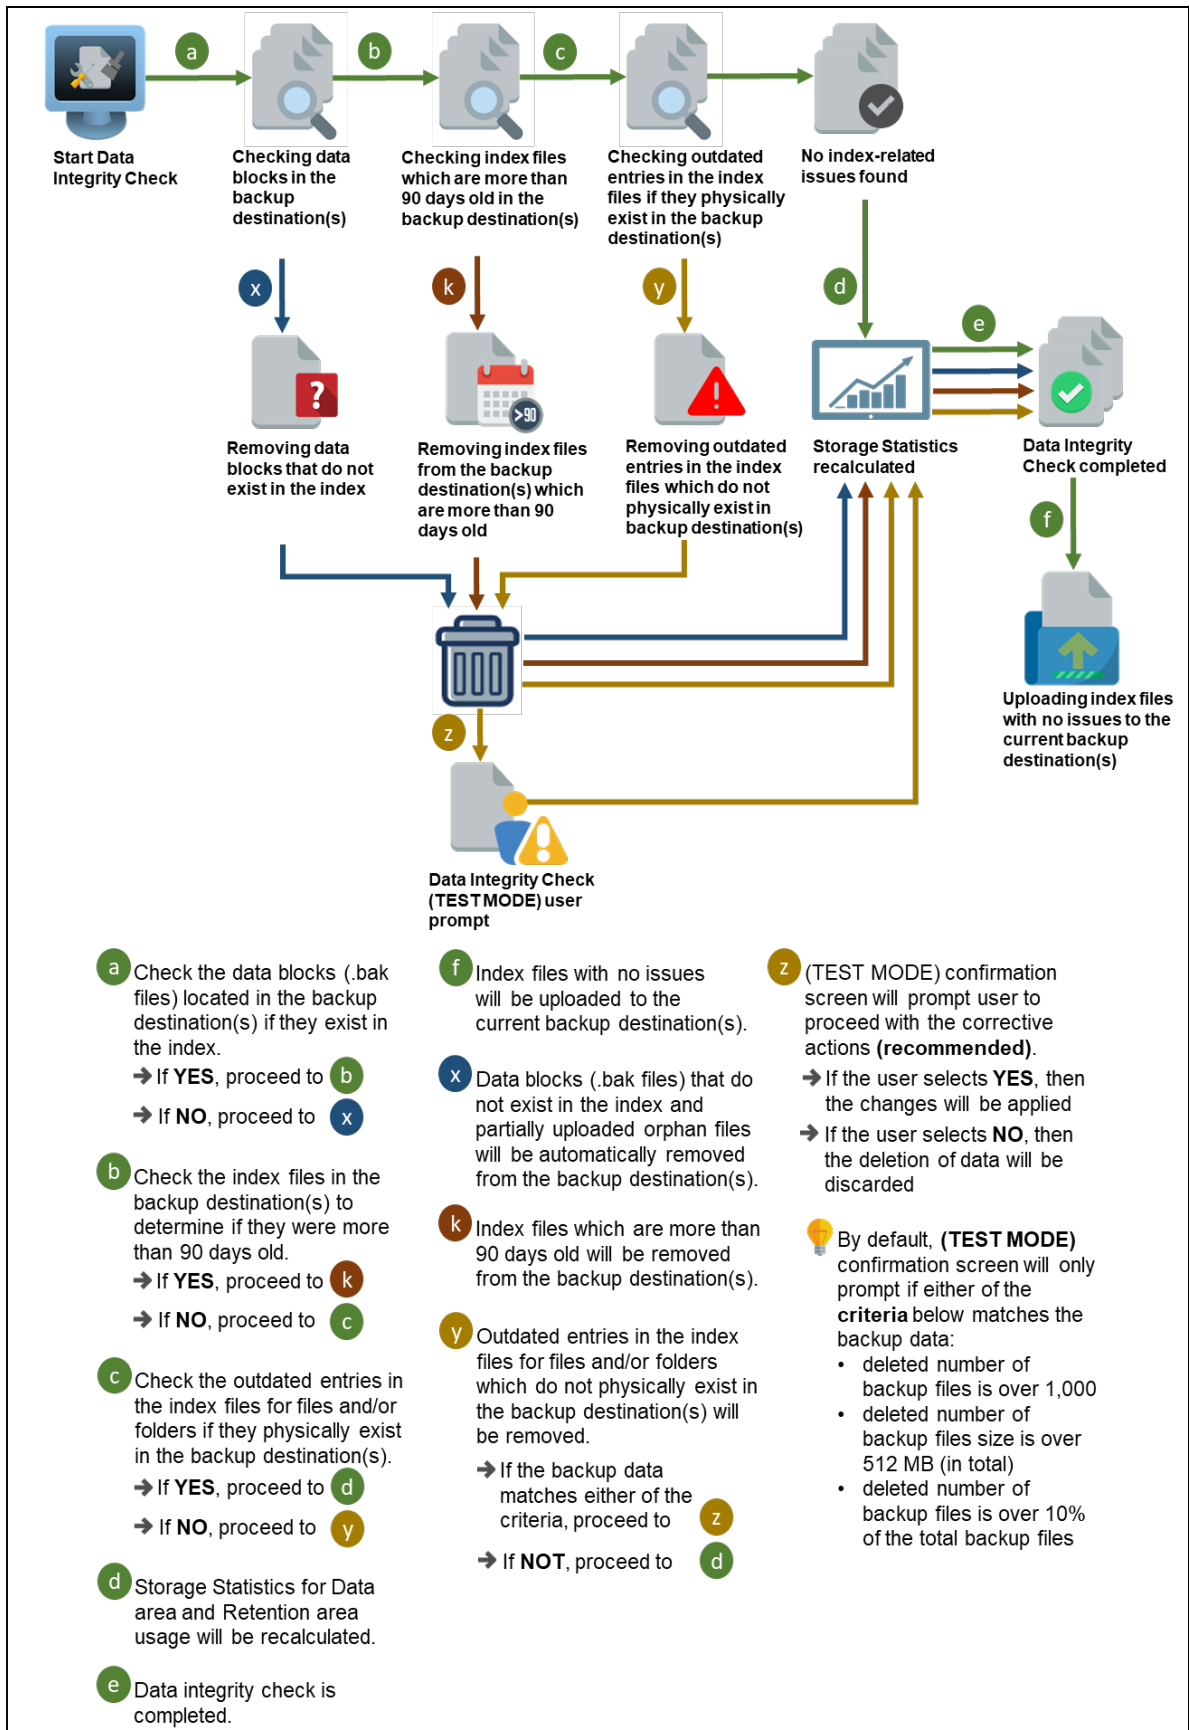 a
b
c
Start Data
Integrity Check
Checking data
blocks in the
backup
destination(s)
Checking index files
which are more than
90 days old in the
backup destination(s)
Checking outdated
entries in the index
files if they physically
exist in the backup
destination(s)
No index-related
issues found
x
k
y
d
e
?
>90
!
Removing data
blocks that do not
exist in the index
Removing index files
from the backup
destination(s) which
are more than 90
days old
Removing outdated
entries in the index
files which do not
physically exist in
backup destination(s)
Storage Statistics
recalculated
Data Integrity
Check completed
f
Uploading index files
with no issues to the
current backup
destination(s)
z
!
Data Integrity Check
(TEST MODE) user
prompt
a
Check the data blocks (.bak
files) located in the backup
destination(s) if they exist in
the index.
→ If YES, proceed to b
→ If NO, proceed to x
b
Check the index files in the
backup destination(s) to
determine if they were more
than 90 days old.
→ If YES, proceed to k
→ If NO, proceed to c
c
Check the outdated entries in
the index files for files and/or
folders if they physically exist
in the backup destination(s).
→ If YES, proceed to d
→ If NO, proceed to y
d
Storage Statistics for Data
area and Retention area
usage will be recalculated.
e
Data integrity check is
completed.
f
Index files with no issues
will be uploaded to the
current backup destination(s).
x
Data blocks (.bak files) that do
not exist in the index and
partially uploaded orphan files
will be automatically removed
from the backup destination(s).
k
Index files which are more than
90 days old will be removed
from the backup destination(s).
y
Outdated entries in the index
files for files and/or folders
which do not physically exist in
the backup destination(s) will
be removed.
→ If the backup data
matches either of the
criteria, proceed to z
→ If NOT, proceed to d
z
(TEST MODE) confirmation
screen will prompt user to
proceed with the corrective
actions (recommended).
→ If the user selects YES, then
the changes will be applied
→ If the user selects NO, then
the deletion of data will be
discarded
By default, (TEST MODE)
confirmation screen will only
prompt if either of the
criteria below matches the
backup data:
• deleted number of
backup files is over 1,000
• deleted number of
backup files size is over
512 MB (in total)
• deleted number of
backup files is over 10%
of the total backup files